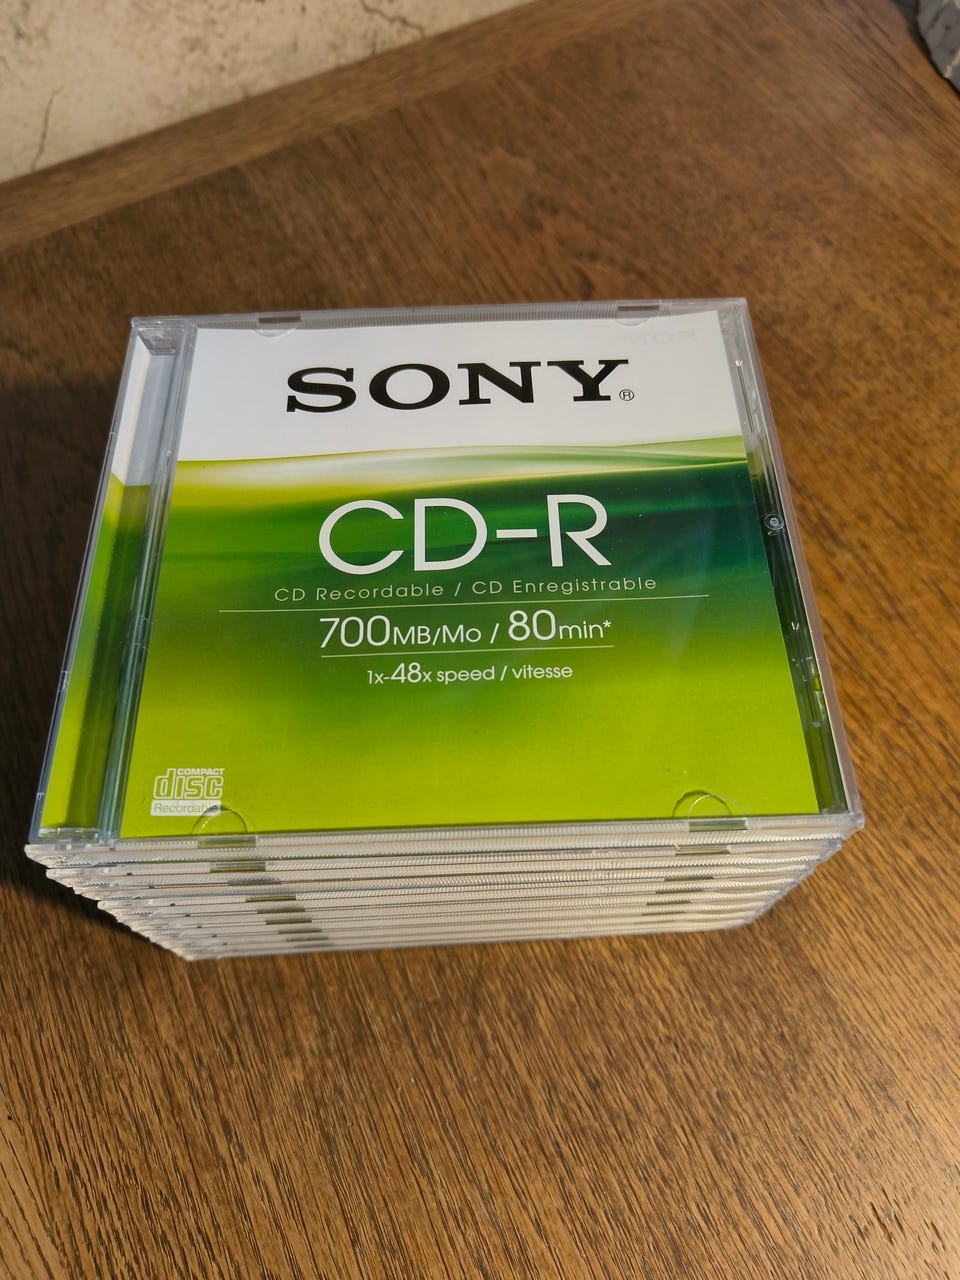 SONY®
CD-R
CD Recordable / CD Enregistrable
700MB/Mo / 80min*
1x-48x speed / vitesse
COMPACT
disc
Recordable